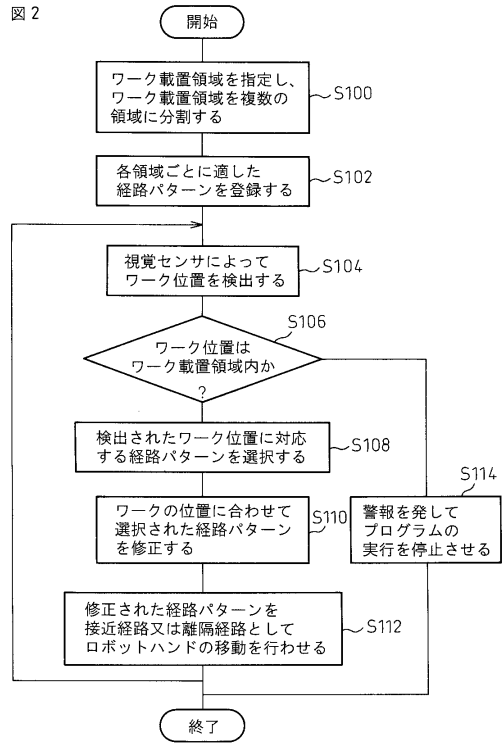 図2
開始
ワーク載置領域を指定し、
ワーク載置領域を複数の
領域に分割する
S100
各領域ごとに適した
経路パターンを登録する
S102
視覚センサによって
ワーク位置を検出する
S104
S106
ワーク位置は
ワーク載置領域内か
?
検出されたワーク位置に対応
する経路パターンを選択する
S108
ワークの位置に合わせて
選択された経路パターン
を修正する
S110
S114
警報を発して
プログラムの
実行を停止させる
修正された経路パターンを
接近経路又は離隔経路として
ロボットハンドの移動を行わせる
S112
終了